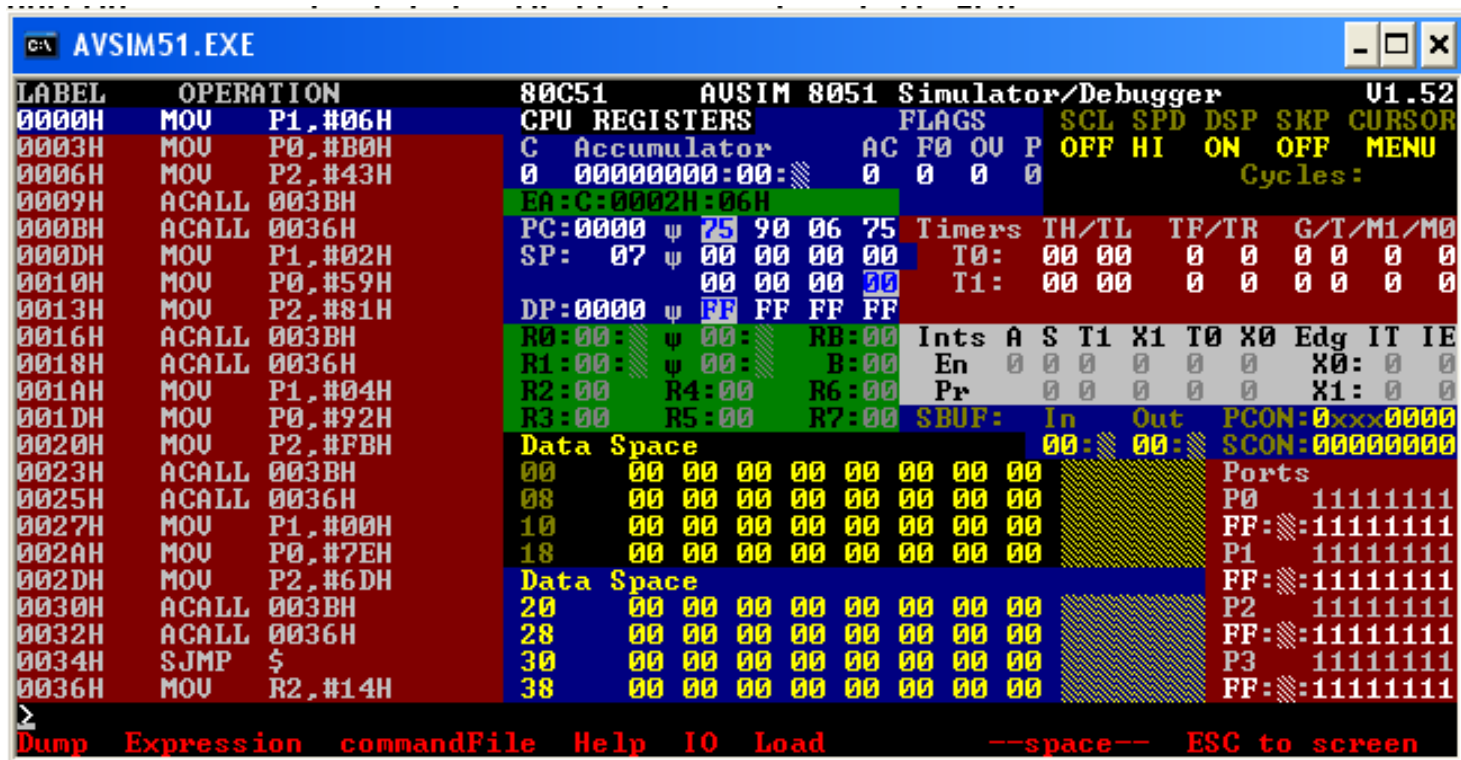 AVSIM51.EXE
LABEL OPERATION 80C51 AVSIM 8051 Simulator/Debugger V1.52
0000H MOV P1,#06H CPU REGISTERS FLAGS SCL SPD DSP SKP CURSOR
0003H MOV P0,#B0H C Accumulator AC F0 OV P OFF HI ON OFF MENU
0006H MOV P2,#43H 0 00000000:00: 0 0 0 0 Cycles:
0009H ACALL 003BH EA:C:0002H:06H
000BH ACALL 0036H PC:0000 ψ 75 90 06 75 Timers TH/TL TF/TR G/T/M1/M0
000DH MOV P1,#02H SP: 07 ψ 00 00 00 00 T0: 00 00 0 0 0 0 0 0
0010H MOV P0,#59H 00 00 00 00 T1: 00 00 0 0 0 0 0 0
0013H MOV P2,#81H DP:0000 ψ FF FF FF FF
0016H ACALL 003BH R0:00: ψ 00: RB:00 Ints A S T1 X1 T0 X0 Edg IT IE
0018H ACALL 0036H R1:00: ψ 00: B:00 En 0 0 0 0 0 0 X0: 0 0
001AH MOV P1,#04H R2:00 R4:00 R6:00 Pr 0 0 0 0 0 X1: 0 0
001DH MOV P0,#92H R3:00 R5:00 R7:00 SBUF: In Out PCON:0xxx0000
0020H MOV P2,#FBH Data Space 00: 00: SCON:00000000
0023H ACALL 003BH 00 00 00 00 00 00 00 00 00 Ports
0025H ACALL 0036H 08 00 00 00 00 00 00 00 00 P0 11111111
0027H MOV P1,#00H 10 00 00 00 00 00 00 00 00 FF::11111111
002AH MOV P0,#7EH 18 00 00 00 00 00 00 00 00 P1 11111111
002DH MOV P2,#6DH Data Space FF::11111111
0030H ACALL 003BH 20 00 00 00 00 00 00 00 00 P2 11111111
0032H ACALL 0036H 28 00 00 00 00 00 00 00 00 FF::11111111
0034H SJMP $ 30 00 00 00 00 00 00 00 00 P3 11111111
0036H MOV R2,#14H 38 00 00 00 00 00 00 00 00 FF::11111111
>
Dump Expression commandFile Help IO Load --space-- ESC to screen